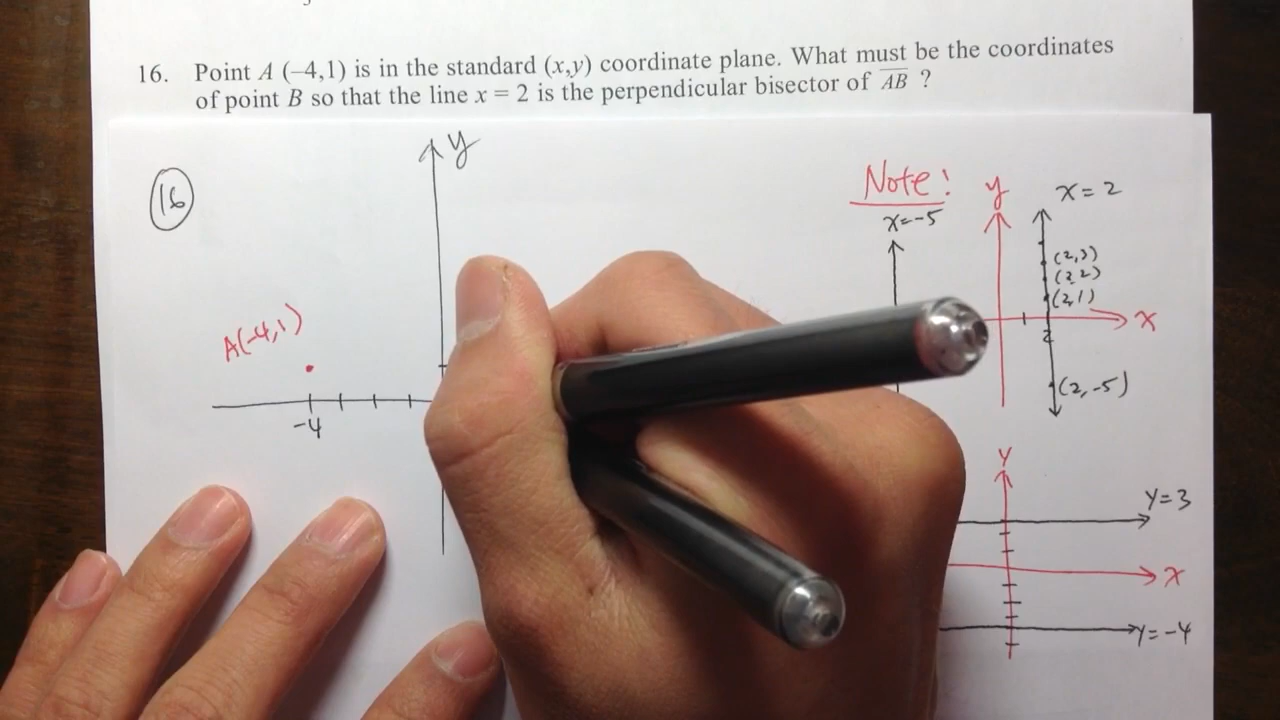 16. Point A (−4,1) is in the standard (x,y) coordinate plane. What must be the coordinates
of point B so that the line x = 2 is the perpendicular bisector of AB ?
16
y
A(-4,1)
-4
Note!
x=-5
y
x=2
(2,3)
(2,2)
(2,1)
x
2
(2,-5)
y
y=3
x
y=-4